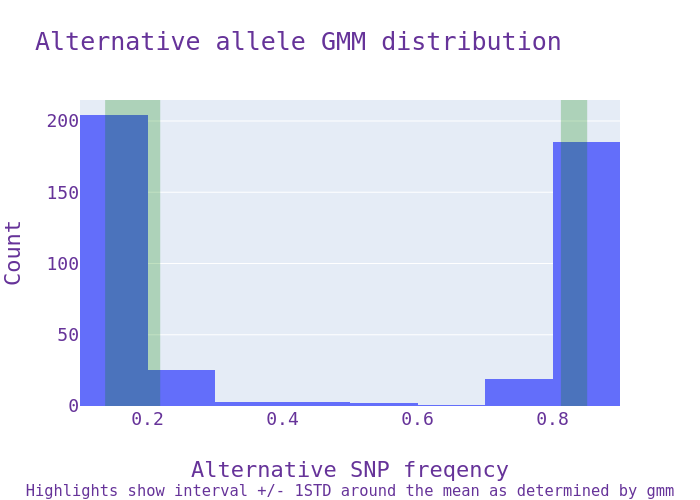 Alternative allele GMM distribution
200
150
100
50
0
Count
0.2 0.4 0.6 0.8
Alternative SNP freqency
Highlights show interval +/- 1STD around the mean as determined by gmm